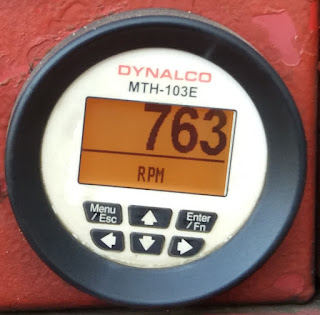 DYNALCO
MTH-103E
763
RPM
Menu
/Esc
Enter
/Fn